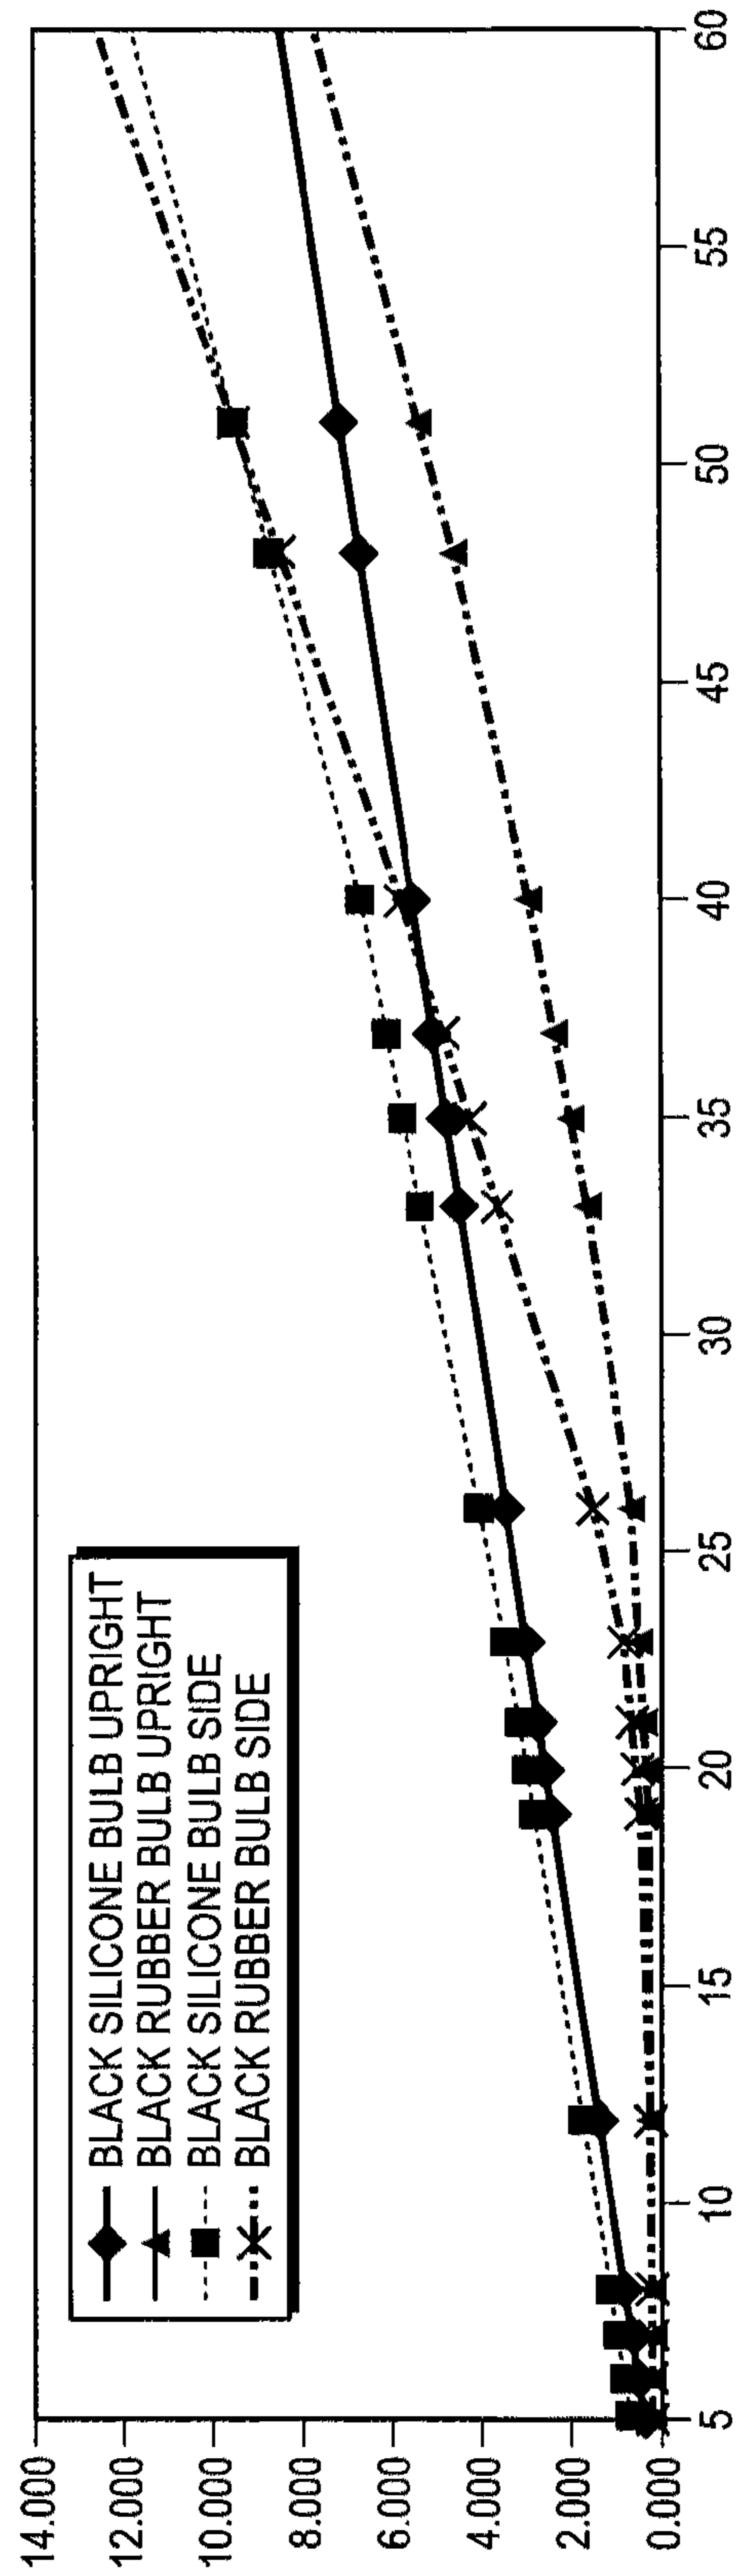 14.000
12.000
10.000
8.000
6.000
4.000
2.000
0.000
BLACK SILICONE BULB UPRIGHT
BLACK RUBBER BULB UPRIGHT
BLACK SILICONE BULB SIDE
BLACK RUBBER BULB SIDE
5 10 15 20 25 30 35 40 45 50 55 60